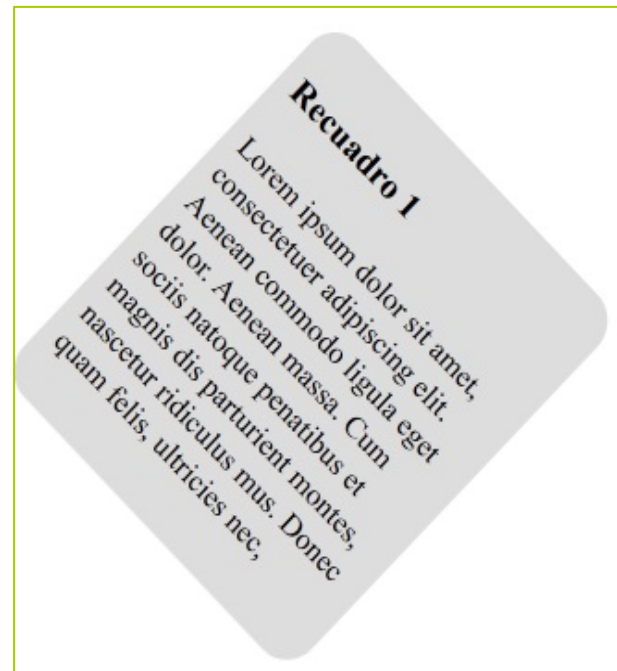 Recuadro 1
Lorem ipsum dolor sit amet,
consectetuer adipiscing elit.
Aenean commodo ligula eget
dolor. Aenean massa. Cum
sociis natoque penatibus et
magnis dis parturient montes,
nascetur ridiculus mus. Donec
quam felis, ultricies nec,